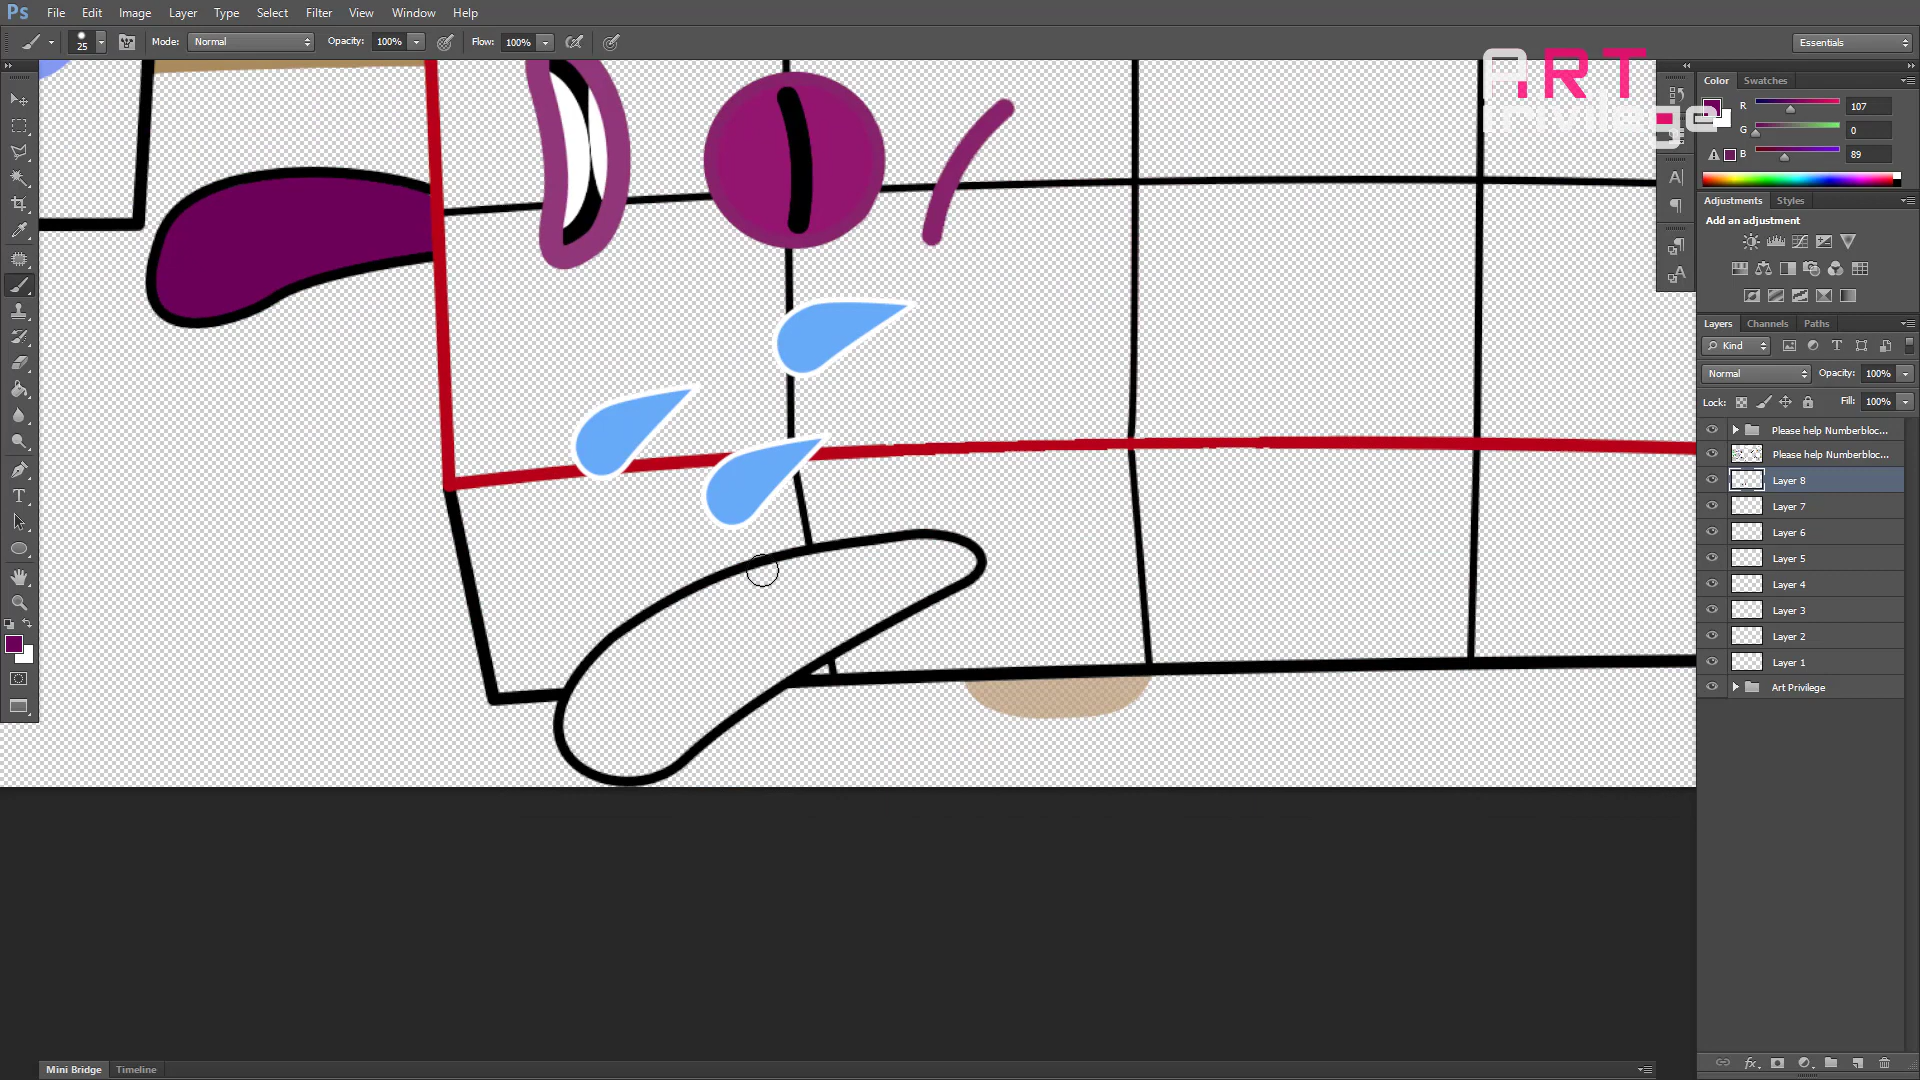 Ps File Edit Image Layer Type Select Filter View Window Help
25 Mode: Normal Opacity: 100% Flow: 100% Essentials
ART
Privilege
Color Swatches
R 107
G 0
B 89
Adjustments Styles
Add an adjustment
Layers Channels Paths
Kind
Normal Opacity: 100%
Lock: Fill: 100%
Please help Numberbloc...
Please help Numberbloc...
Layer 8
Layer 7
Layer 6
Layer 5
Layer 4
Layer 3
Layer 2
Layer 1
Art Privilege
Mini Bridge Timeline